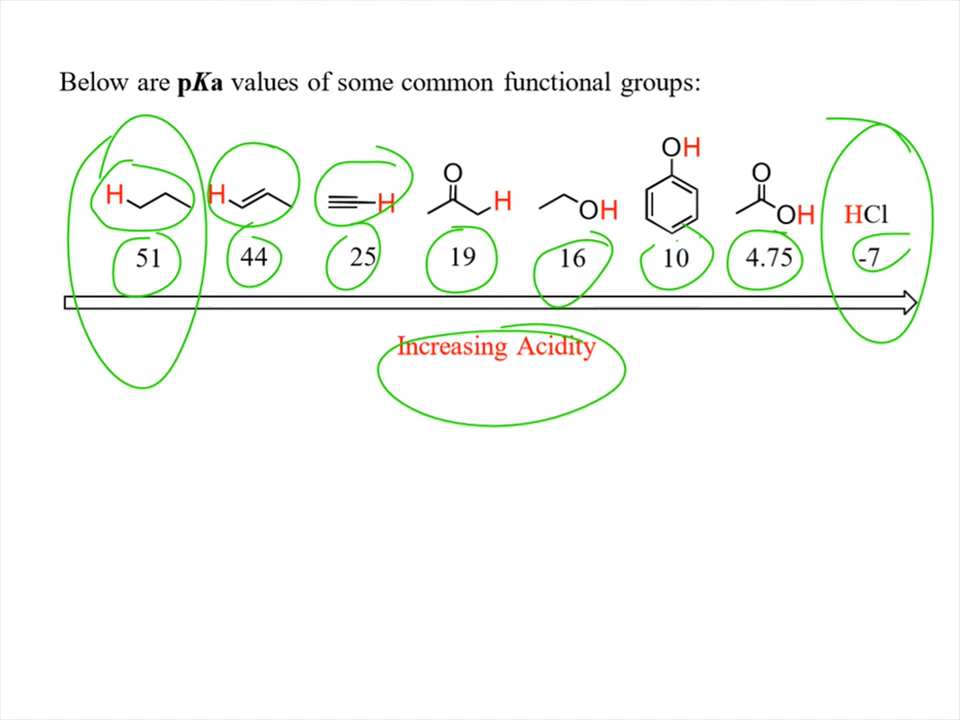 Below are pKa values of some common functional groups:
H H H O H OH OH O OH HCl
51 44 25 19 16 10 4.75 -7
Increasing Acidity